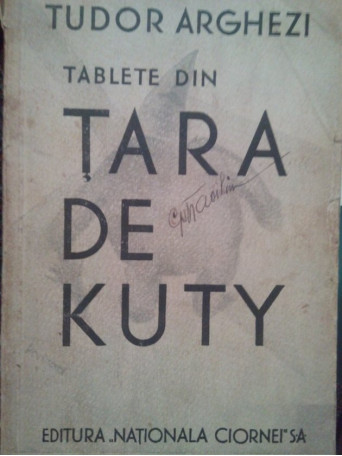 TUDOR ARGHEZI
TABLETE DIN
ȚARA
DE
KUTY
EDITURA „NAȚIONALA CIORNEI" SA